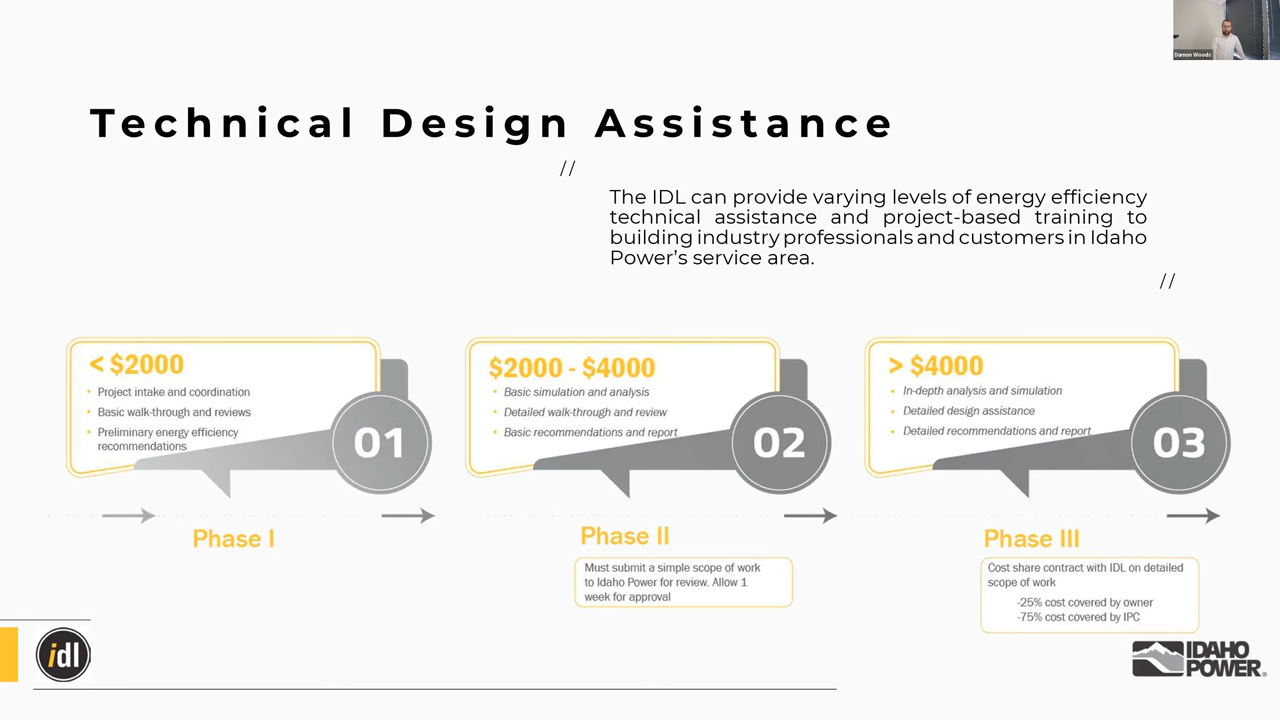 Damon Woods
Technical Design Assistance
//
The IDL can provide varying levels of energy efficiency
technical assistance and project-based training to
building industry professionals and customers in Idaho
Power's service area.
//
< $2000
• Project intake and coordination
• Basic walk-through and reviews
• Preliminary energy efficiency
recommendations
01
Phase I
$2000 - $4000
• Basic simulation and analysis
• Detailed walk-through and review
• Basic recommendations and report
02
Phase II
Must submit a simple scope of work
to Idaho Power for review. Allow 1
week for approval
> $4000
• In-depth analysis and simulation
• Detailed design assistance
• Detailed recommendations and report
03
Phase III
Cost share contract with IDL on detailed
scope of work
-25% cost covered by owner
-75% cost covered by IPC
idl
IDAHO
POWER®